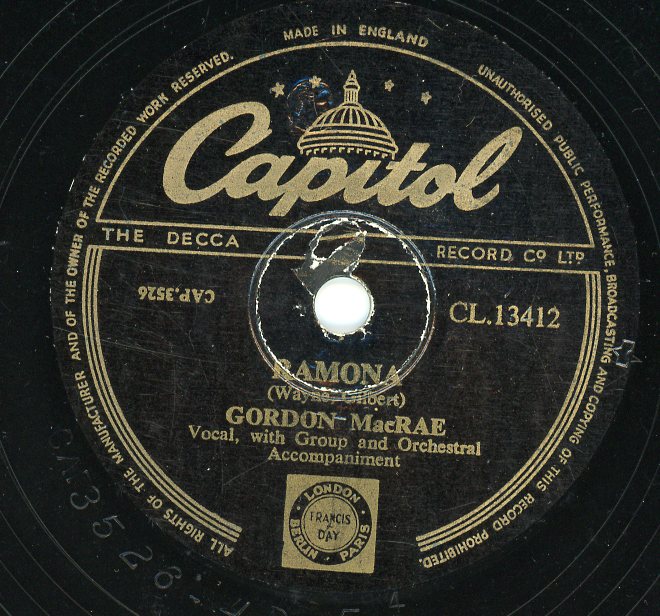 MADE IN ENGLAND
ALL RIGHTS OF THE MANUFACTURER AND OF THE OWNER OF THE RECORDED WORK RESERVED.
UNAUTHORISED PUBLIC PERFORMANCE, BROADCASTING AND COPYING OF THIS RECORD PROHIBITED.
Capitol
THE DECCA RECORD CO LTD
CAP.3526
CL.13412
RAMONA
(Wayne, Gilbert)
GORDON MacRAE
Vocal, with Group and Orchestral
Accompaniment
LONDON
FRANCIS
DAY
BERLIN PARIS